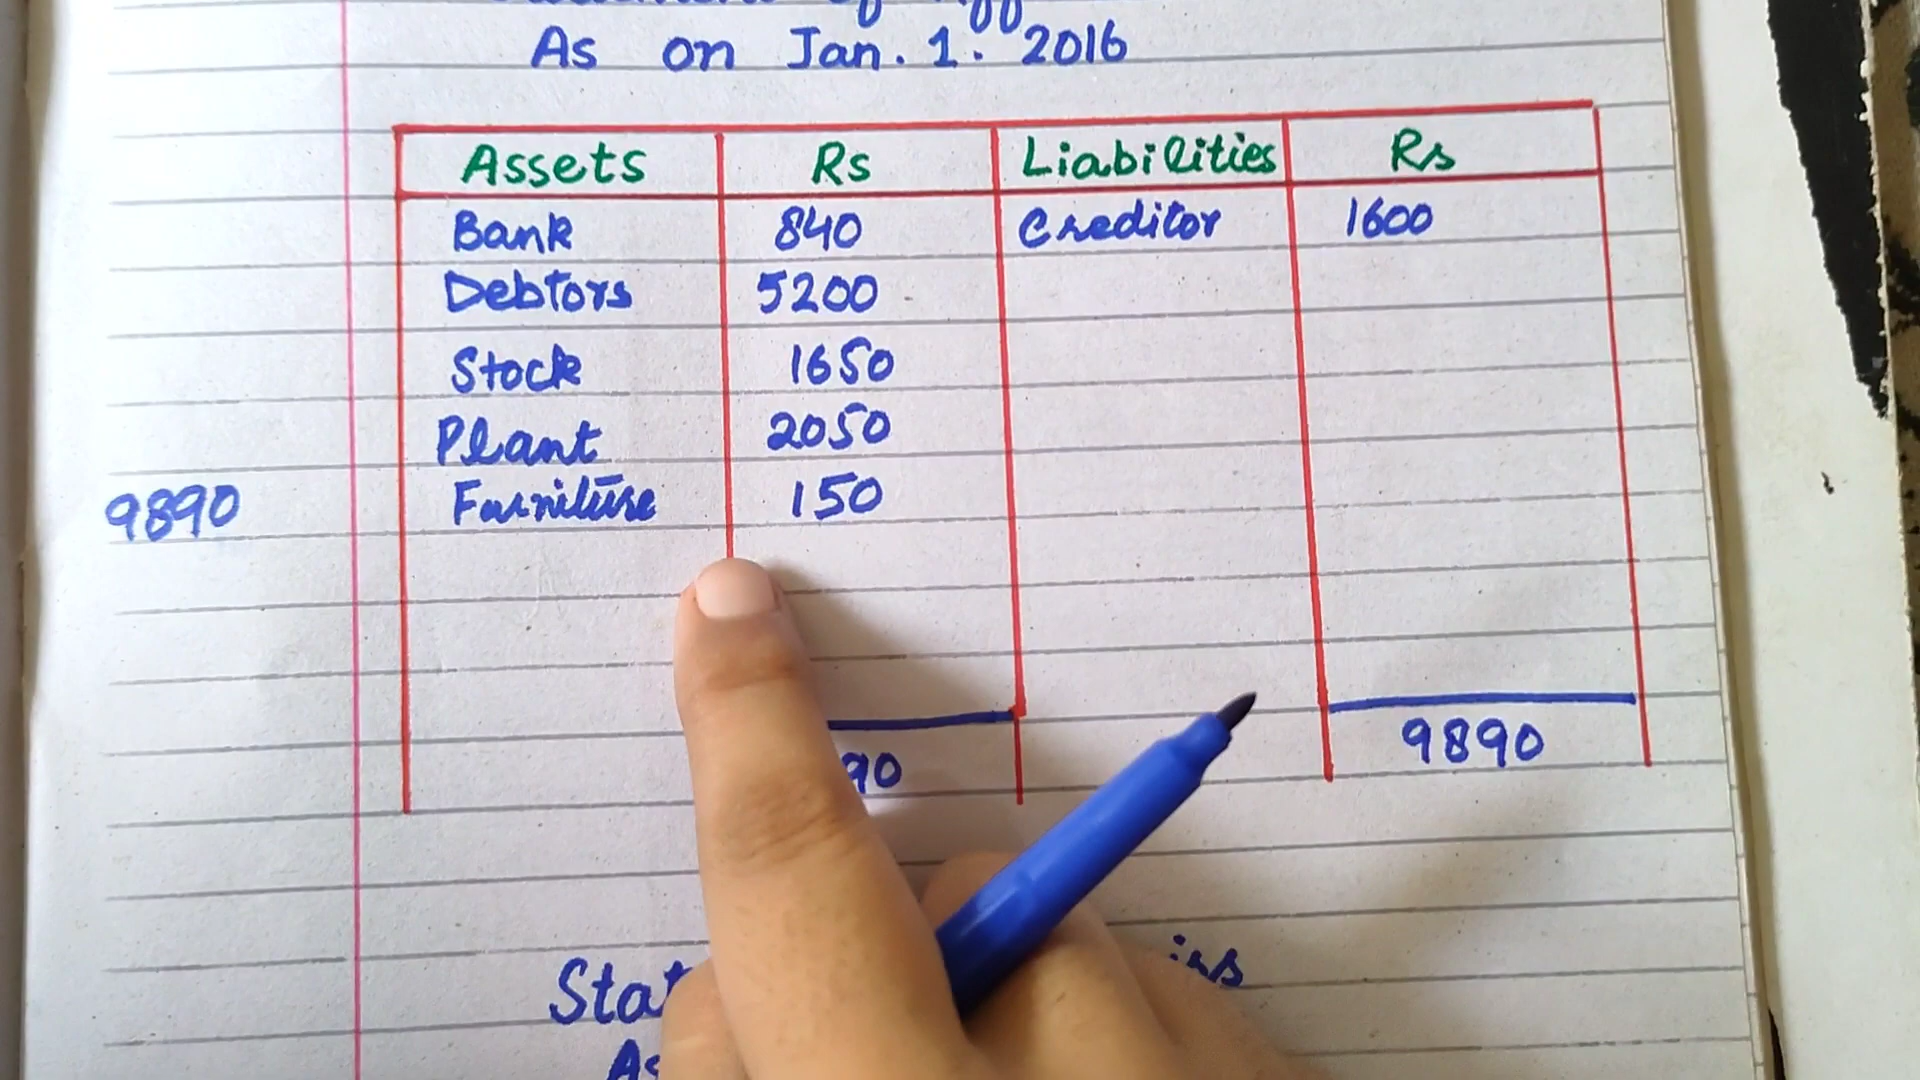 As on Jan. 1. 2016
Assets Rs Liabilities Rs
Bank 840 Creditor 1600
Debtors 5200
Stock 1650
Plant 2050
9890 Furniture 150
90 9890